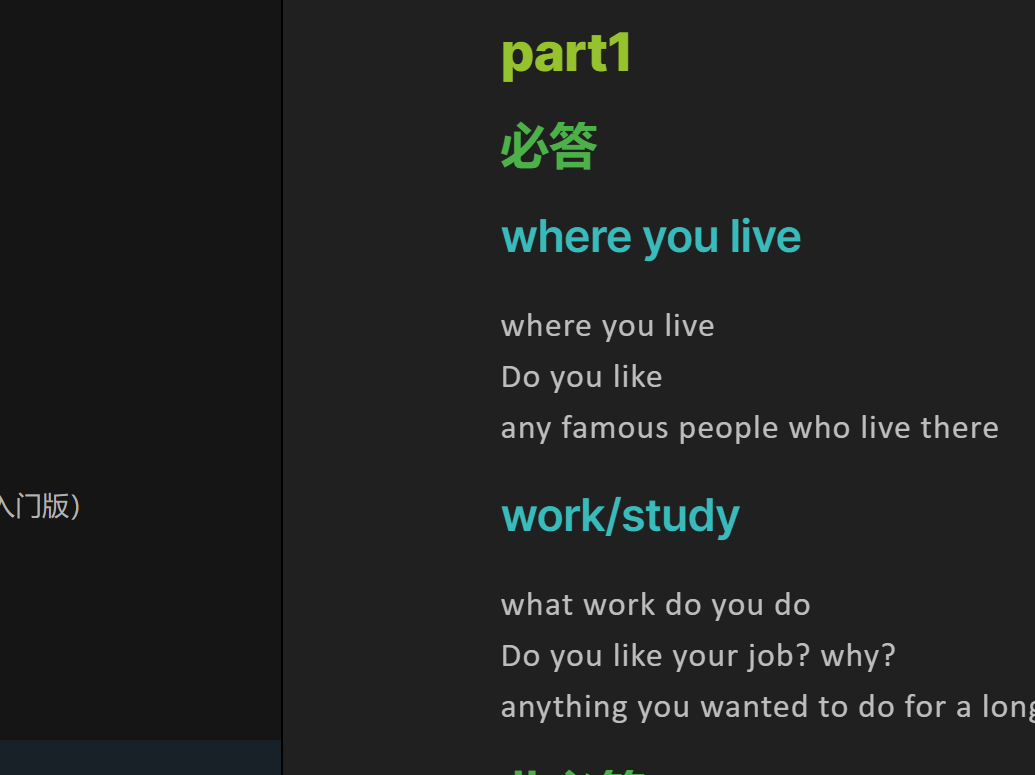 part1
必答
where you live
where you live
Do you like
any famous people who live there
入门版）
work/study
what work do you do
Do you like your job? why?
anything you wanted to do for a long